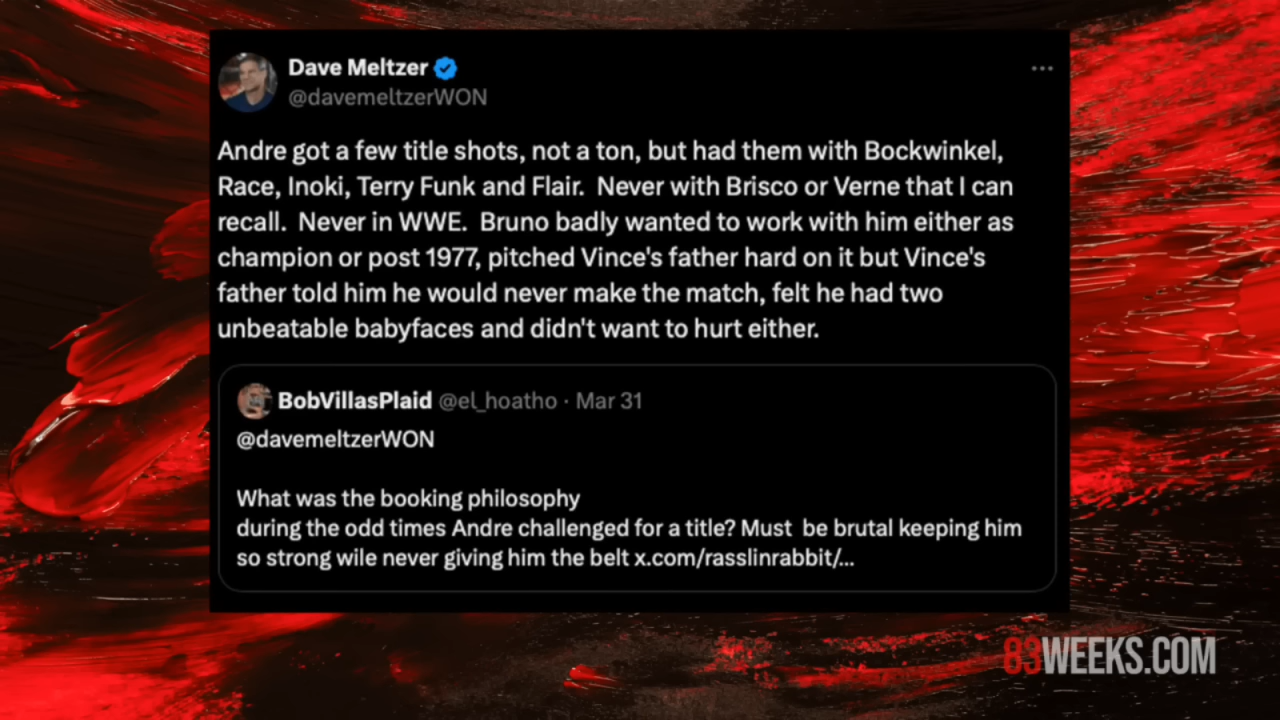 Dave Meltzer
@davemeltzerWON
Andre got a few title shots, not a ton, but had them with Bockwinkel,
Race, Inoki, Terry Funk and Flair.  Never with Brisco or Verne that I can
recall.  Never in WWE.  Bruno badly wanted to work with him either as
champion or post 1977, pitched Vince's father hard on it but Vince's
father told him he would never make the match, felt he had two
unbeatable babyfaces and didn't want to hurt either.
BobVillasPlaid @el_hoatho · Mar 31
@davemeltzerWON
What was the booking philosophy
during the odd times Andre challenged for a title? Must  be brutal keeping him
so strong wile never giving him the belt x.com/rasslinrabbit/...
83WEEKS.COM